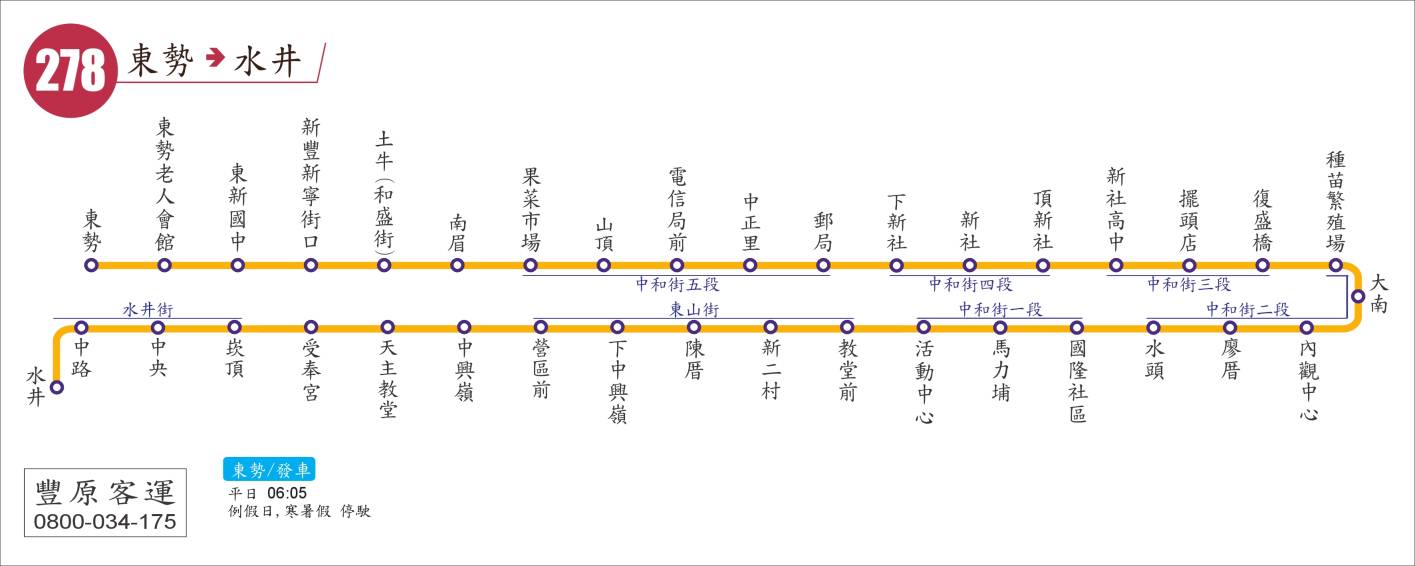 278
東勢➔水井
東勢
東勢老人會館
東新國中
新豐新寧街口
土牛(和盛街)
南眉
果菜市場
山頂
電信局前
中正里
郵局
下新社
新社
頂新社
新社高中
擺頭店
復盛橋
種苗繁殖場
中和街五段
中和街四段
中和街三段
大南
水井街
東山街
中和街一段
中和街二段
水井
中路
中央
崁頂
受奉宮
天主教堂
中興嶺
營區前
下中興嶺
陳厝
新二村
教堂前
活動中心
馬力埔
國隆社區
水頭
廖厝
內觀中心
豐原客運
0800-034-175
東勢/發車
平日 06:05
例假日,寒暑假 停駛